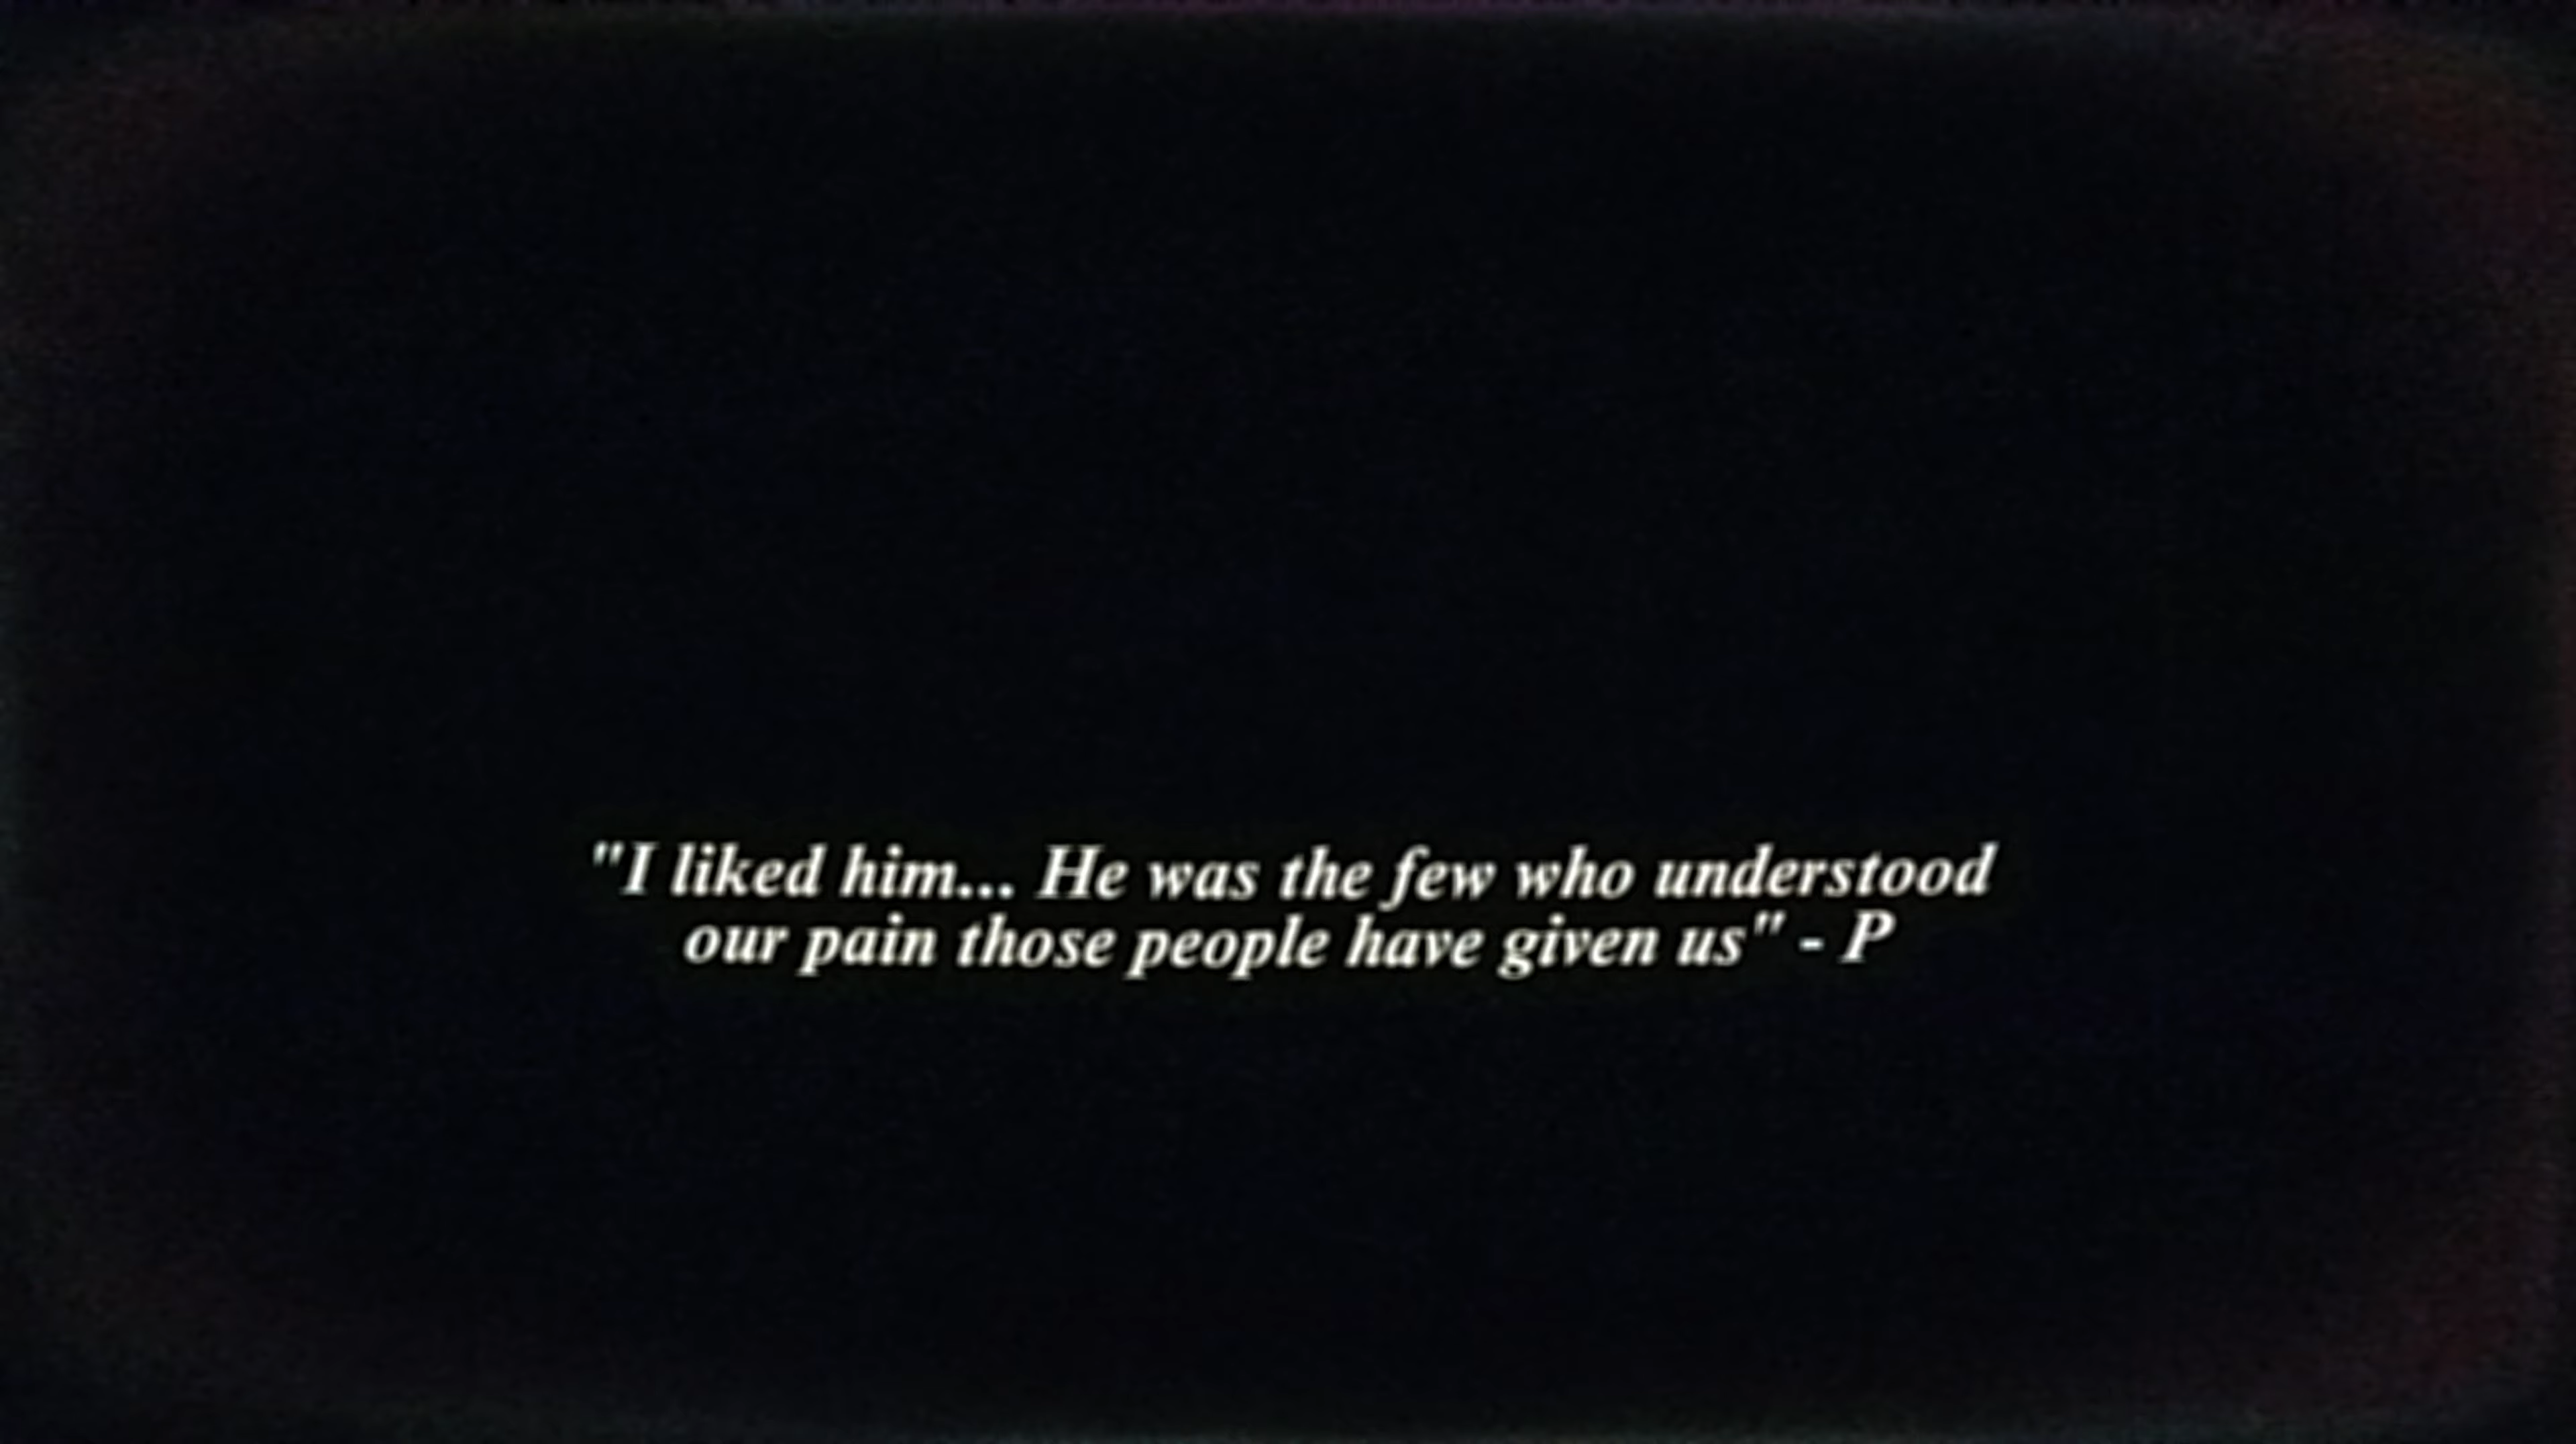 "I liked him... He was the few who understood
our pain those people have given us" - P